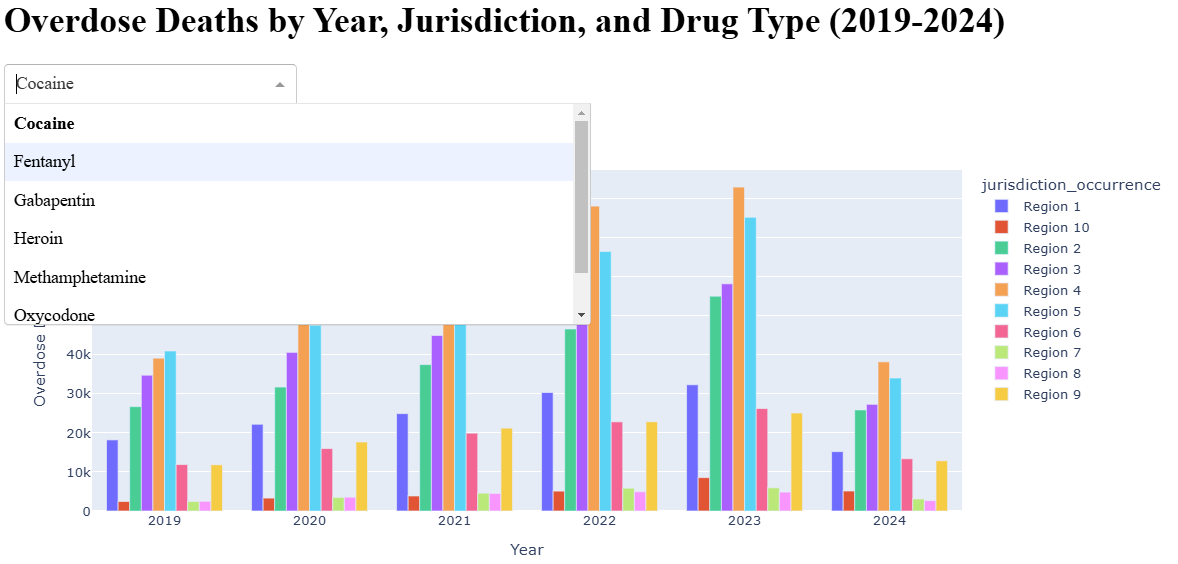 Overdose Deaths by Year, Jurisdiction, and Drug Type (2019-2024)
Cocaine
Cocaine
Fentanyl
Gabapentin
Heroin
Methamphetamine
Oxycodone
Overdose
40k
30k
20k
10k
0
2019
2020
2021
2022
2023
2024
Year
jurisdiction_occurrence
Region 1
Region 10
Region 2
Region 3
Region 4
Region 5
Region 6
Region 7
Region 8
Region 9